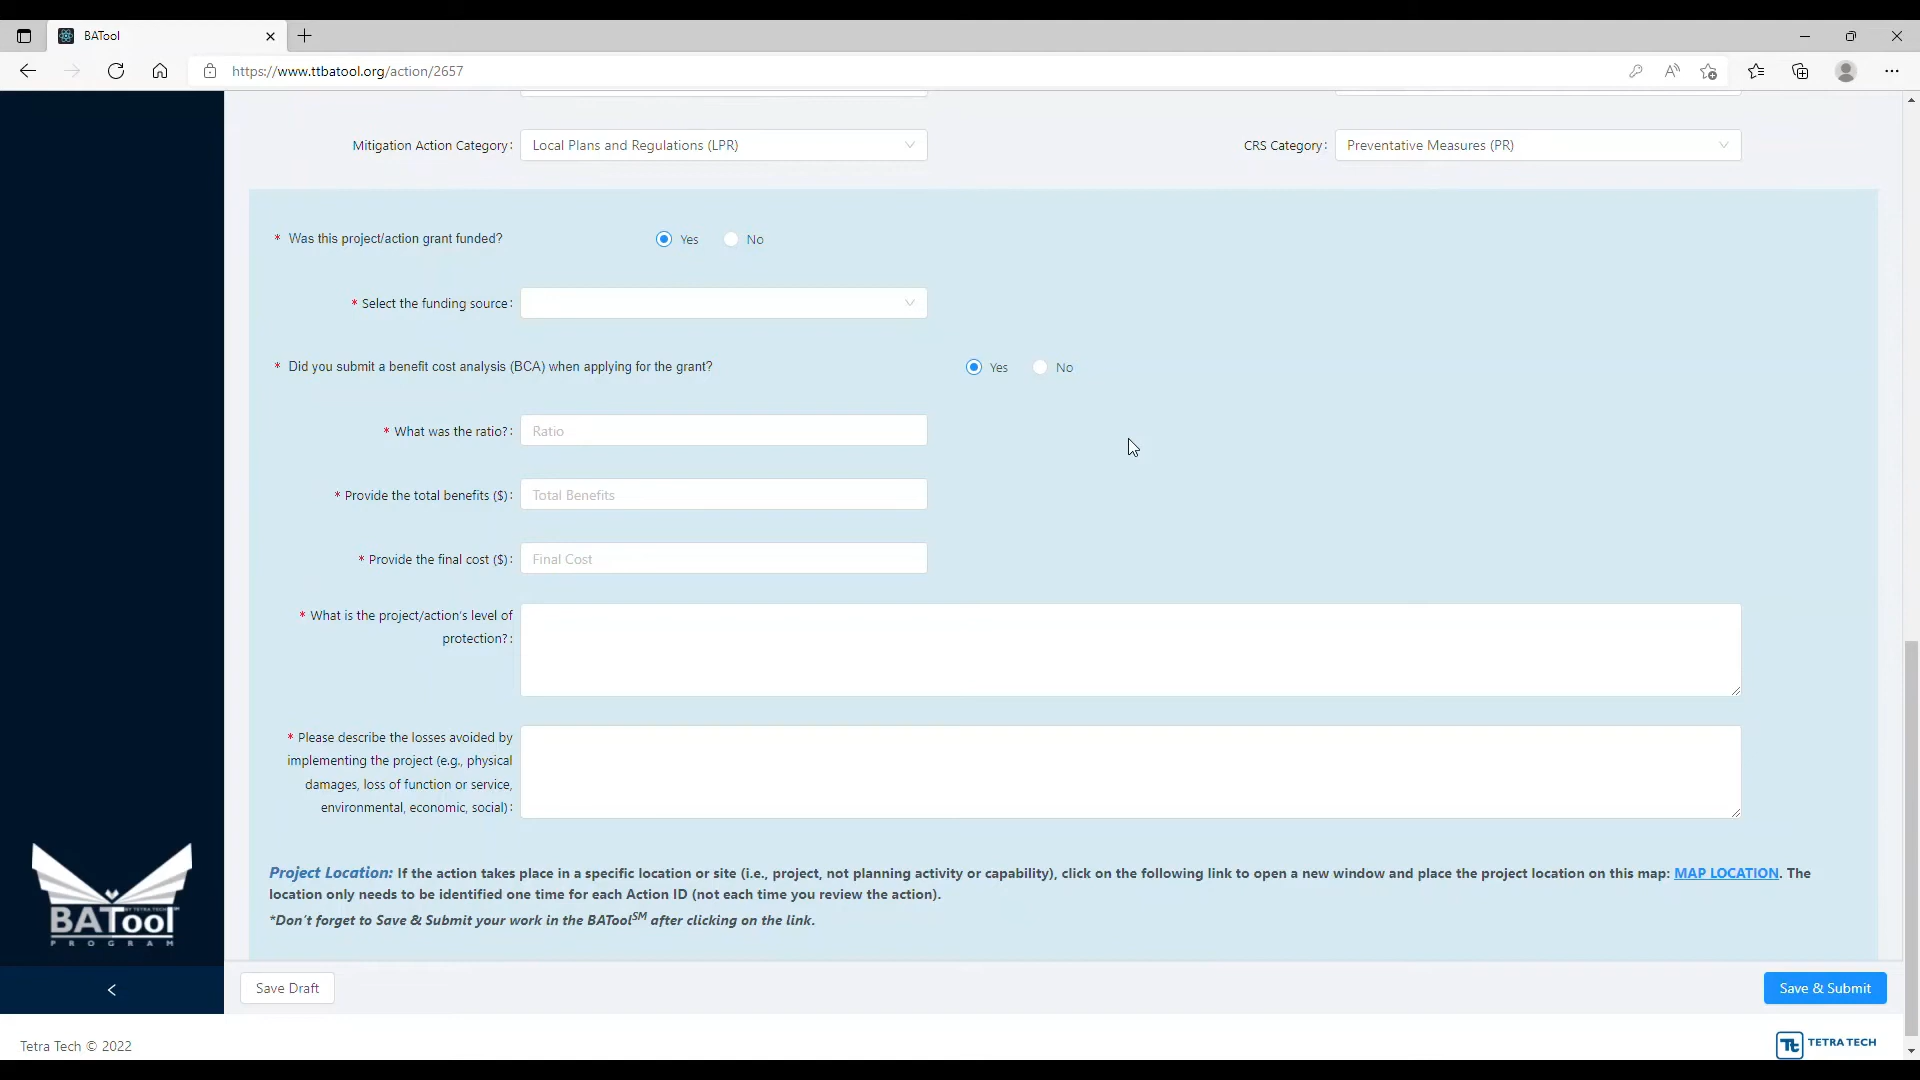 BATool
https://www.ttbatool.org/action/2657
Mitigation Action Category: Local Plans and Regulations (LPR) CRS Category: Preventative Measures (PR)
* Was this project/action grant funded? Yes No
* Select the funding source:
* Did you submit a benefit cost analysis (BCA) when applying for the grant? Yes No
* What was the ratio?: Ratio
* Provide the total benefits ($): Total Benefits
* Provide the final cost ($): Final Cost
* What is the project/action's level of
protection?:
* Please describe the losses avoided by
implementing the project (e.g., physical
damages, loss of function or service,
environmental, economic, social):
Project Location: If the action takes place in a specific location or site (i.e., project, not planning activity or capability), click on the following link to open a new window and place the project location on this map: MAP LOCATION. The
location only needs to be identified one time for each Action ID (not each time you review the action).
*Don't forget to Save & Submit your work in the BAToolSM after clicking on the link.
BATool
PROGRAM
Save Draft Save & Submit
Tetra Tech © 2022
Tt TETRA TECH